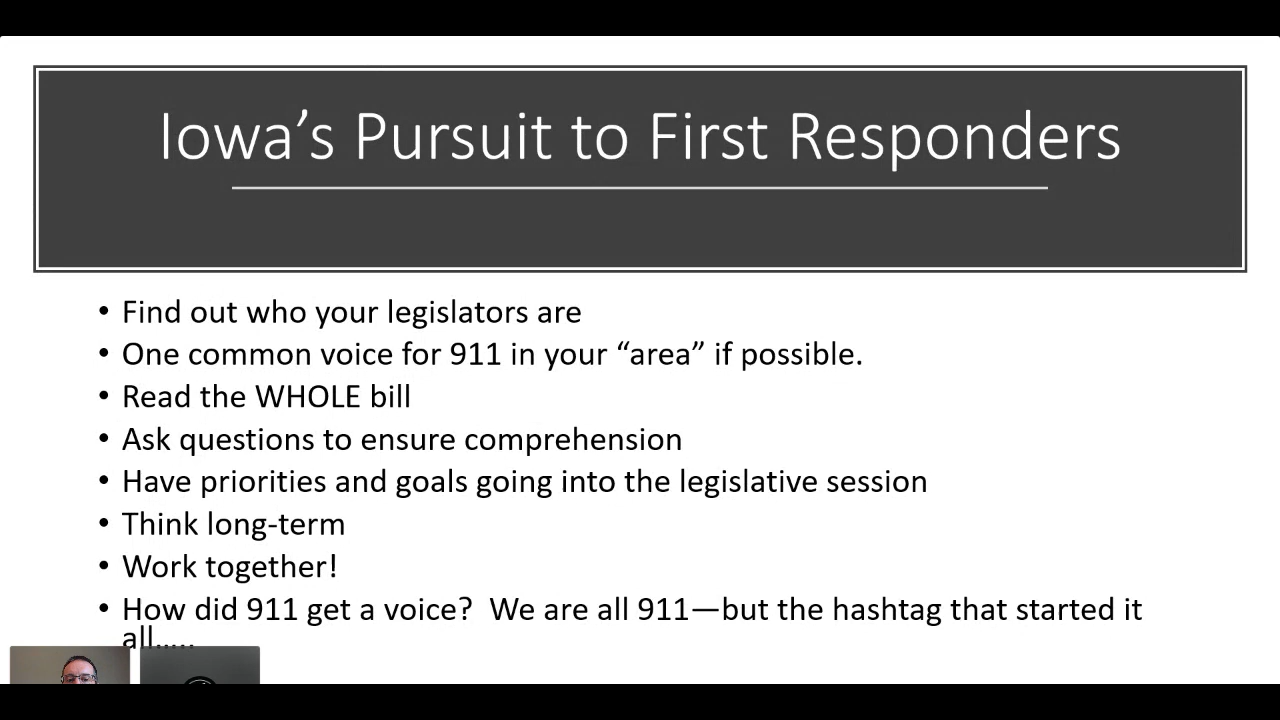 Iowa’s Pursuit to First Responders
• Find out who your legislators are
• One common voice for 911 in your “area” if possible.
• Read the WHOLE bill
• Ask questions to ensure comprehension
• Have priorities and goals going into the legislative session
• Think long-term
• Work together!
• How did 911 get a voice?  We are all 911—but the hashtag that started it
all…..